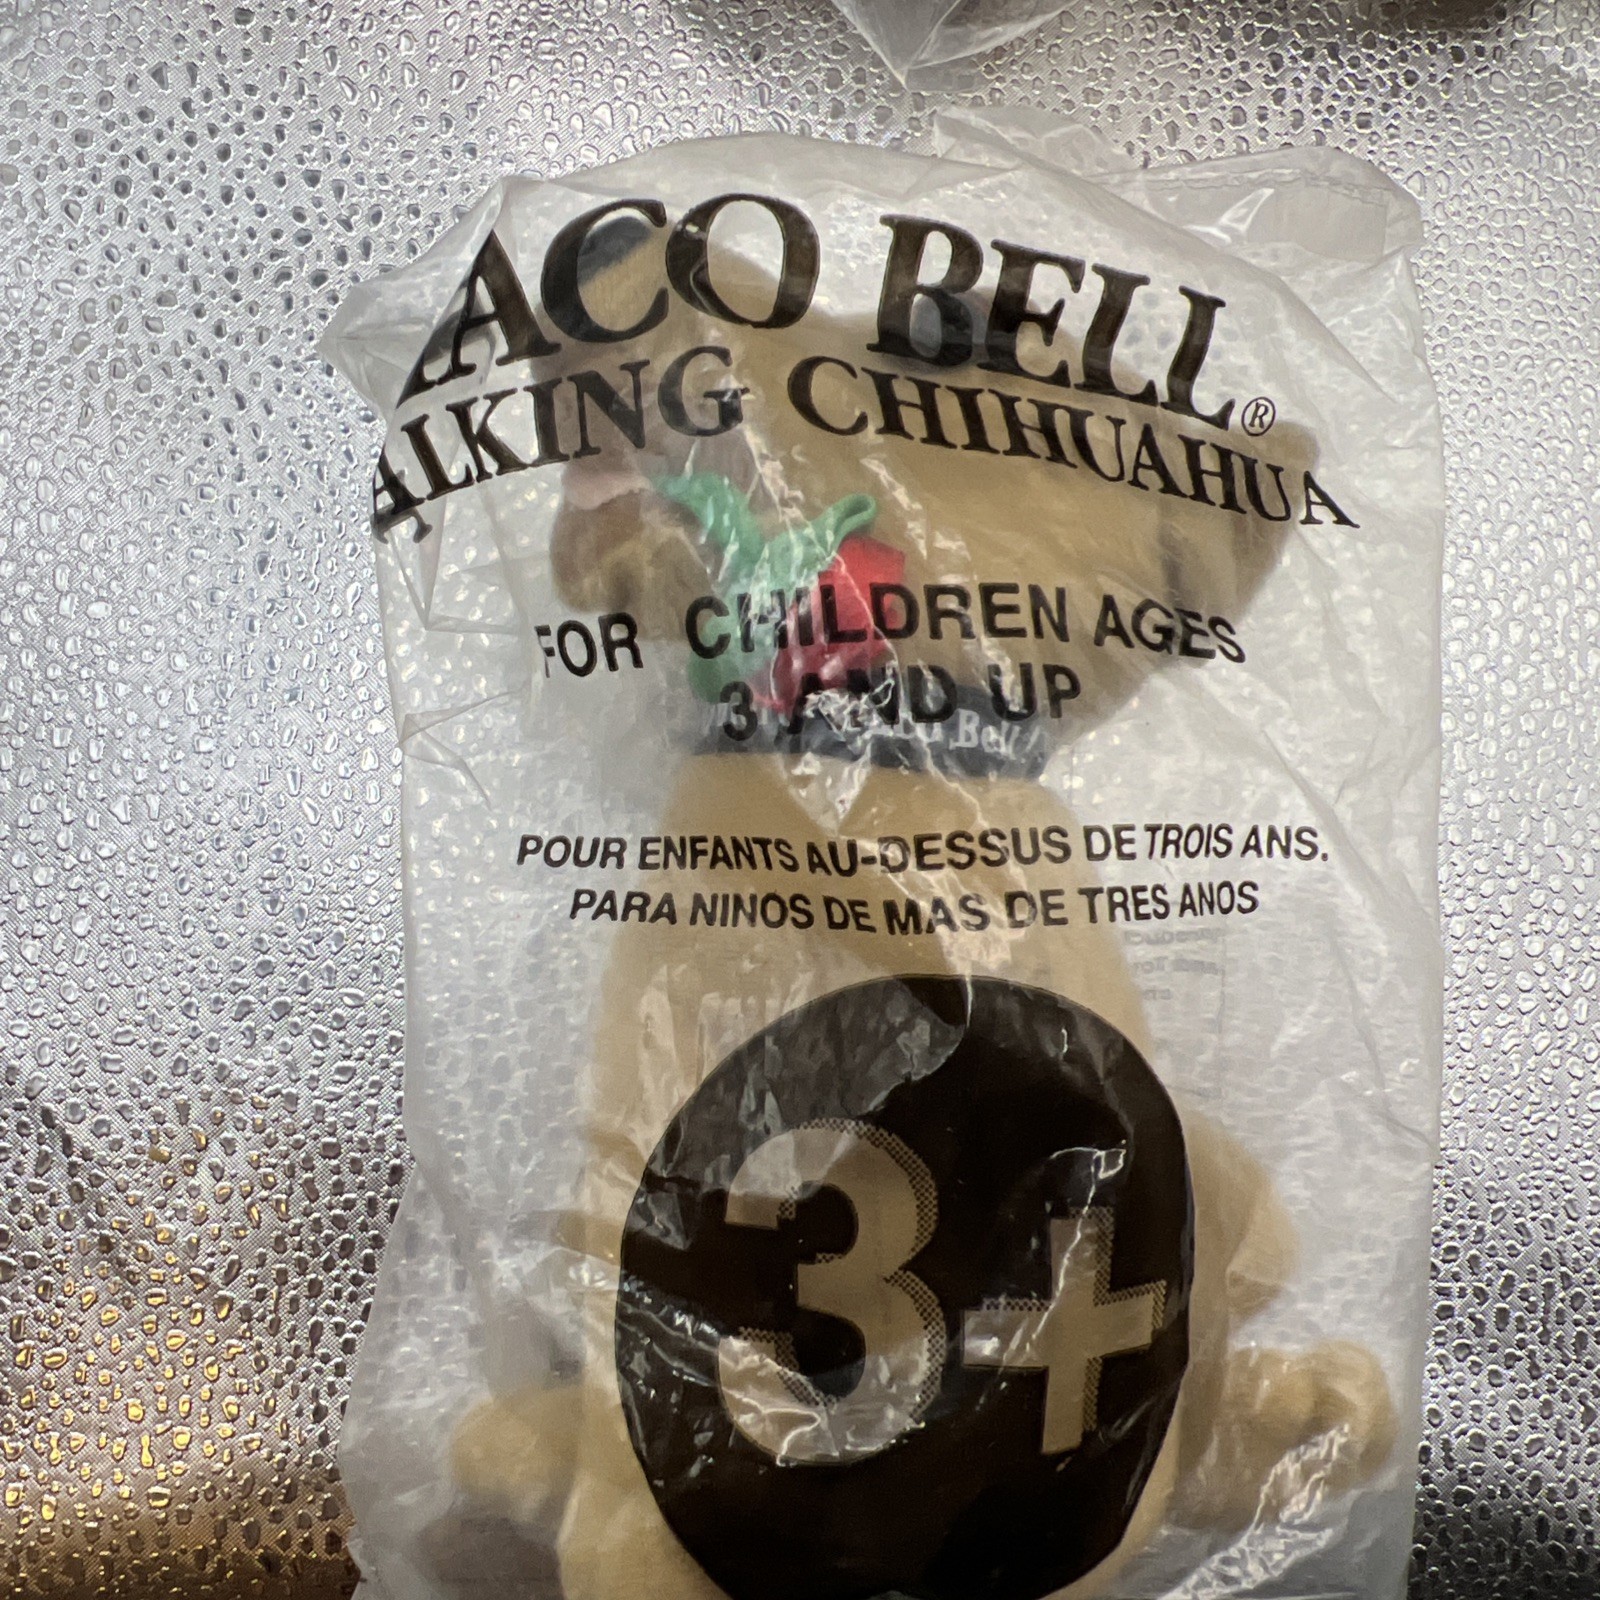 ACO BELL®
ALKING CHIHUAHUA
FOR CHILDREN AGES
3 AND UP
Bell
POUR ENFANTS AU-DESSUS DE TROIS ANS.
PARA NINOS DE MAS DE TRES ANOS
3+